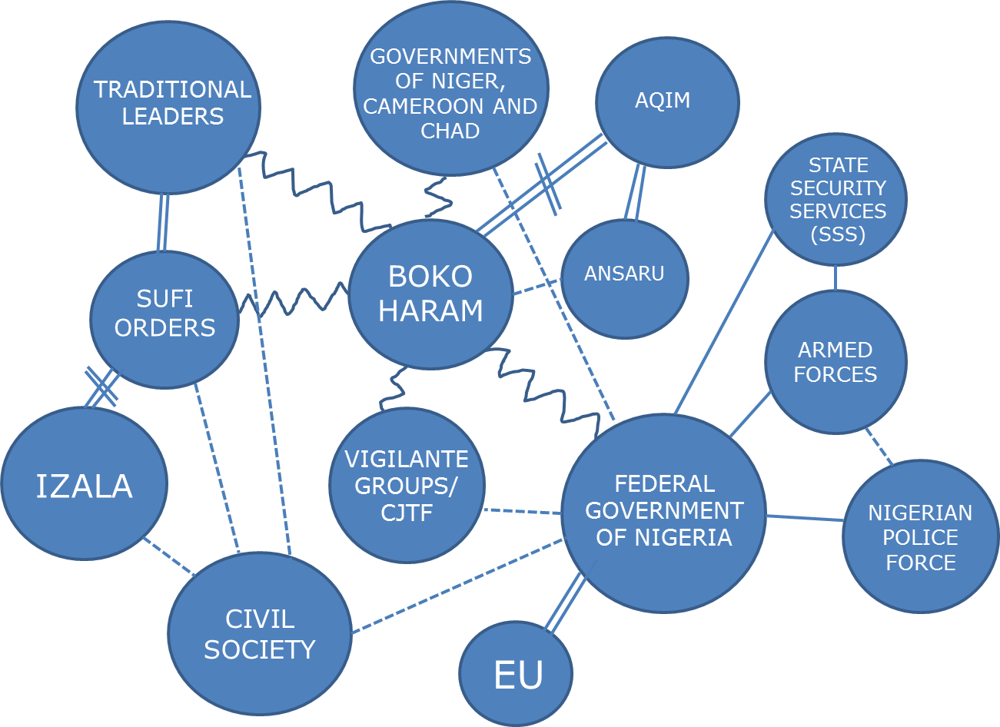 TRADITIONAL
LEADERS
GOVERNMENTS
OF NIGER,
CAMEROON AND
CHAD
AQIM
STATE
SECURITY
SERVICES
(SSS)
BOKO
HARAM
ANSARU
SUFI
ORDERS
ARMED
FORCES
IZALA
VIGILANTE
GROUPS/
CJTF
FEDERAL
GOVERNMENT
OF NIGERIA
NIGERIAN
POLICE
FORCE
CIVIL
SOCIETY
EU